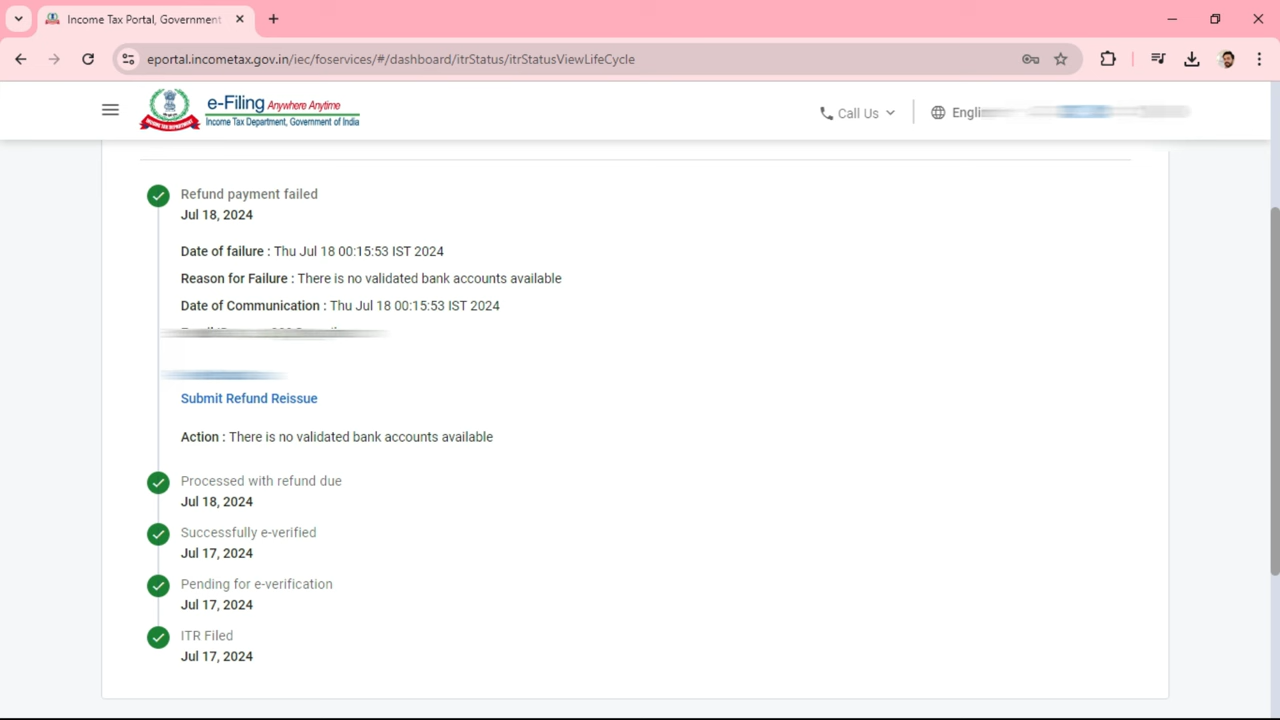 Income Tax Portal, Government
eportal.incometax.gov.in/iec/foservices/#/dashboard/itrStatus/itrStatusViewLifeCycle
e-Filing Anywhere Anytime
Income Tax Department, Government of India
INCOME TAX DEPARTMENT
Call Us
Refund payment failed
Jul 18, 2024
Date of failure : Thu Jul 18 00:15:53 IST 2024
Reason for Failure : There is no validated bank accounts available
Date of Communication : Thu Jul 18 00:15:53 IST 2024
Submit Refund Reissue
Action : There is no validated bank accounts available
Processed with refund due
Jul 18, 2024
Successfully e-verified
Jul 17, 2024
Pending for e-verification
Jul 17, 2024
ITR Filed
Jul 17, 2024